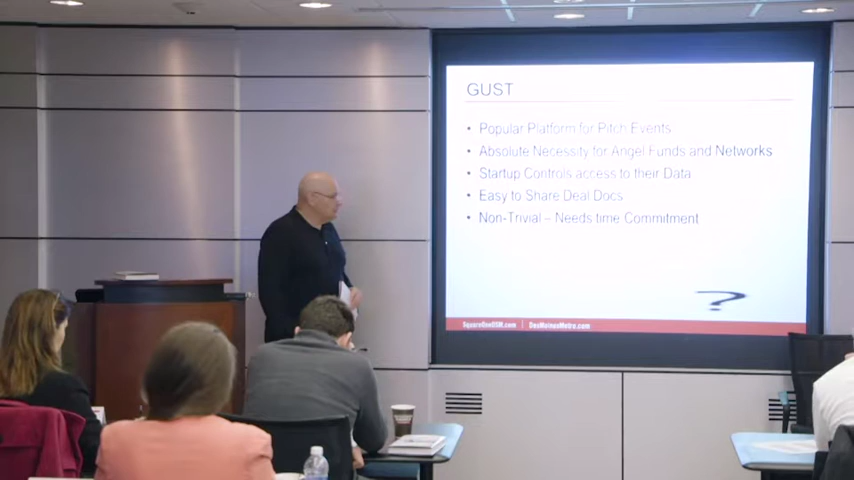 GUST
• Popular Platform for Pitch Events
• Absolute Necessity for Angel Funds and Networks
• Startup Controls access to their Data
• Easy to Share Deal Docs
• Non-Trivial – Needs time Commitment
?
SquareOneDSM.com | DesMoinesMetro.com